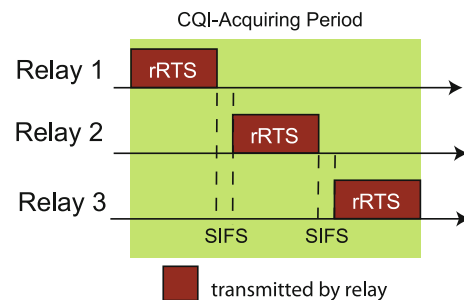 CQI-Acquiring Period
Relay 1
rRTS
Relay 2
rRTS
Relay 3
rRTS
SIFS
SIFS
transmitted by relay